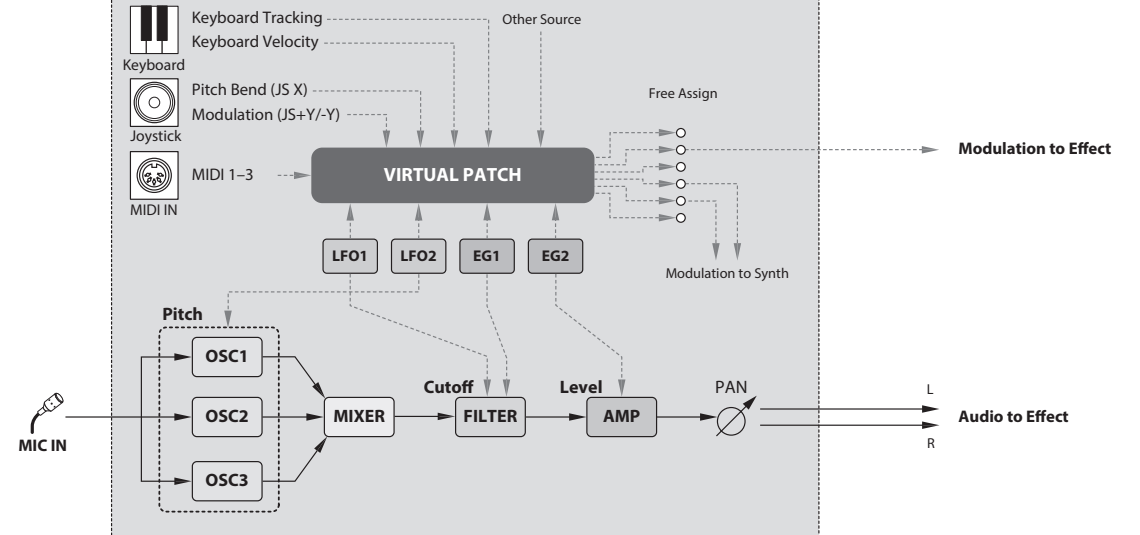 Keyboard Tracking
Other Source
Keyboard Velocity
Keyboard
Pitch Bend (JS X)
Free Assign
Modulation (JS+Y/-Y)
Joystick
Modulation to Effect
MIDI 1–3
VIRTUAL PATCH
MIDI IN
LFO1
LFO2
EG1
EG2
Modulation to Synth
Pitch
OSC1
Cutoff
Level
PAN
L
OSC2
MIXER
FILTER
AMP
Audio to Effect
MIC IN
R
OSC3